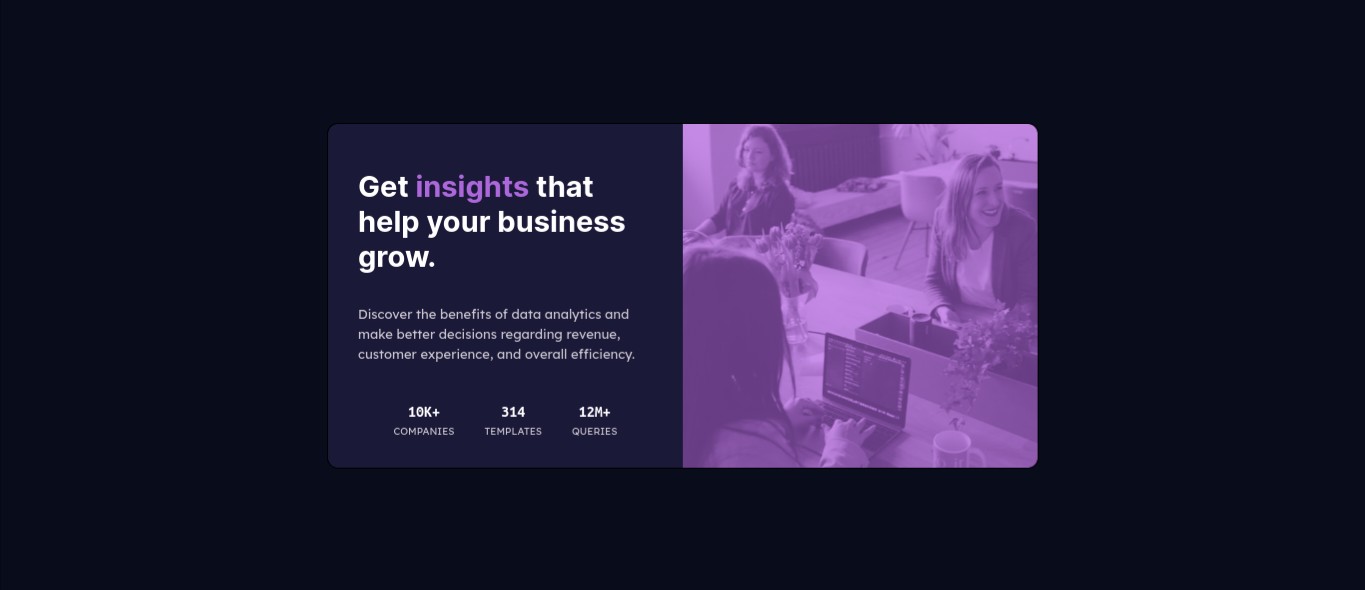 Get insights that
help your business
grow.
Discover the benefits of data analytics and
make better decisions regarding revenue,
customer experience, and overall efficiency.
10K+ 314 12M+
COMPANIES TEMPLATES QUERIES